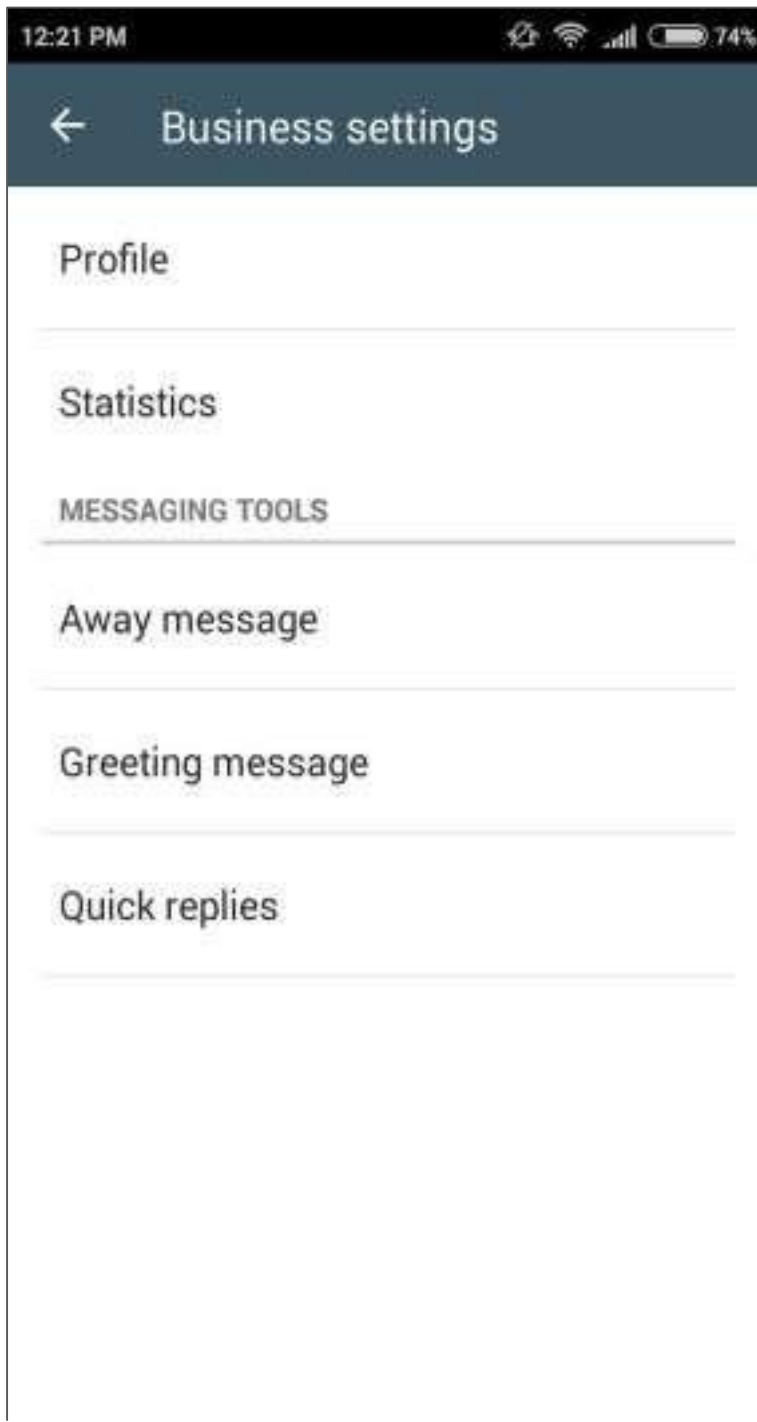 12:21 PM 74%
Business settings
Profile
Statistics
MESSAGING TOOLS
Away message
Greeting message
Quick replies